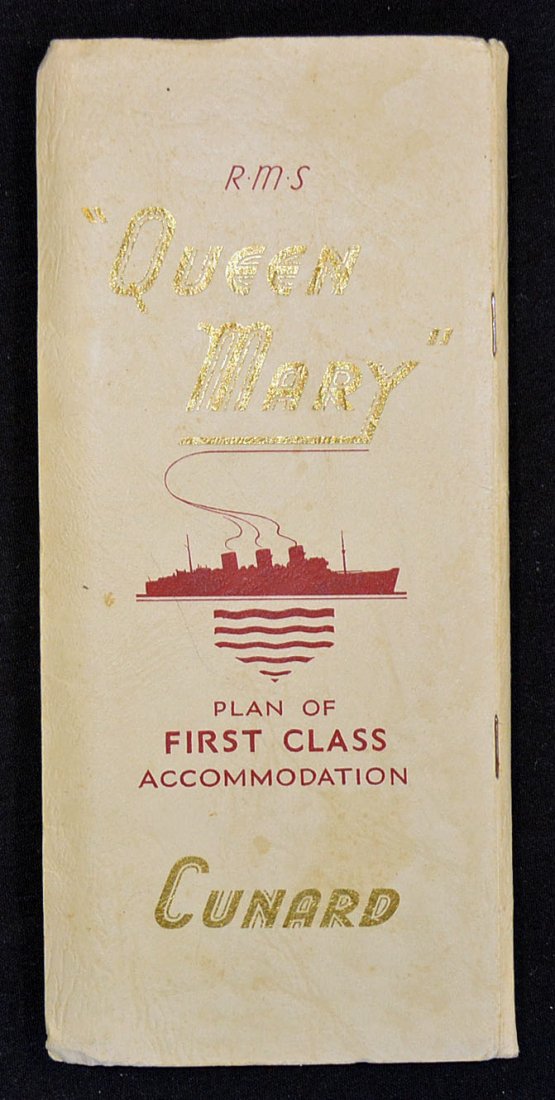 R·M·S
"QUEEN
MARY"
PLAN OF
FIRST CLASS
ACCOMMODATION
CUNARD